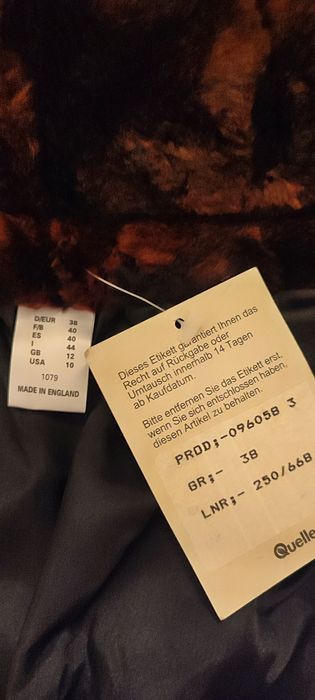 D/EUR 38
F/B 40
ES 40
I 44
GB 12
USA 10
1079
MADE IN ENGLAND
Dieses Etikett garantiert Ihnen das
Recht auf Rückgabe oder
Umtausch innerhalb 14 Tagen
ab Kaufdatum.
Bitte entfernen Sie das Etikett erst,
wenn Sie sich entschlossen haben,
diesen Artikel zu behalten.
PROD;-096058 3
GR;- 38
LNR;- 250/668
Quelle